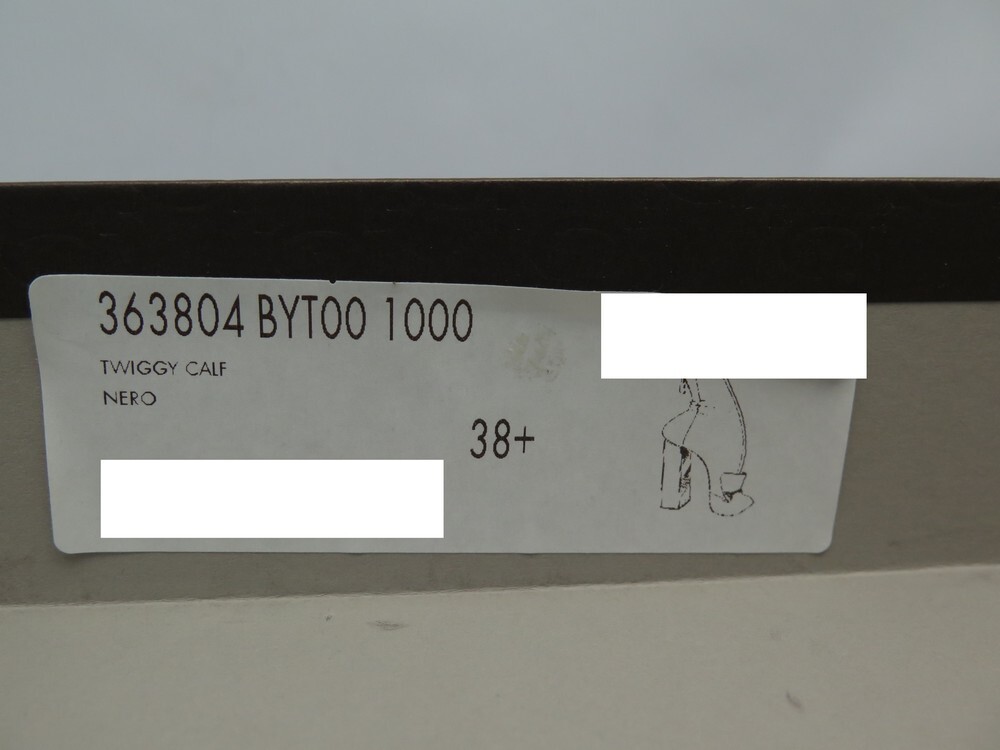 363804 BYT00 1000
TWIGGY CALF
NERO
38+